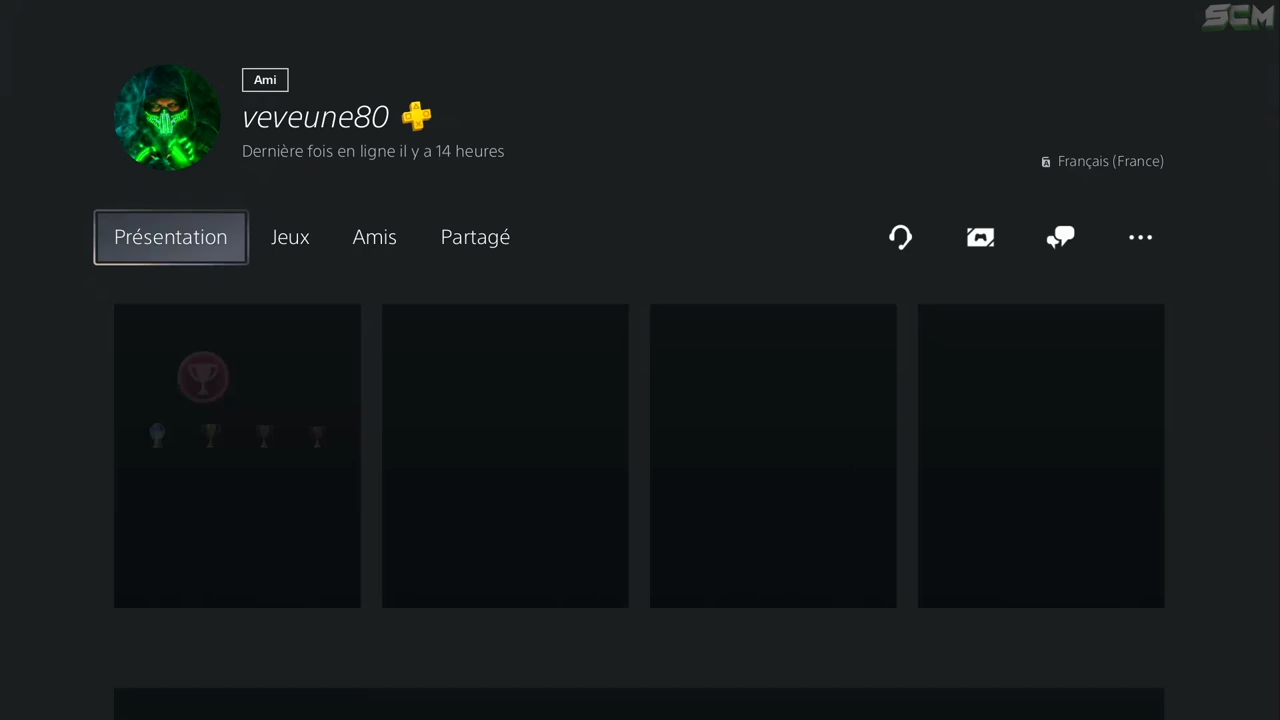 SCM
Ami
veveune80
Dernière fois en ligne il y a 14 heures
Français (France)
Présentation
Jeux
Amis
Partagé